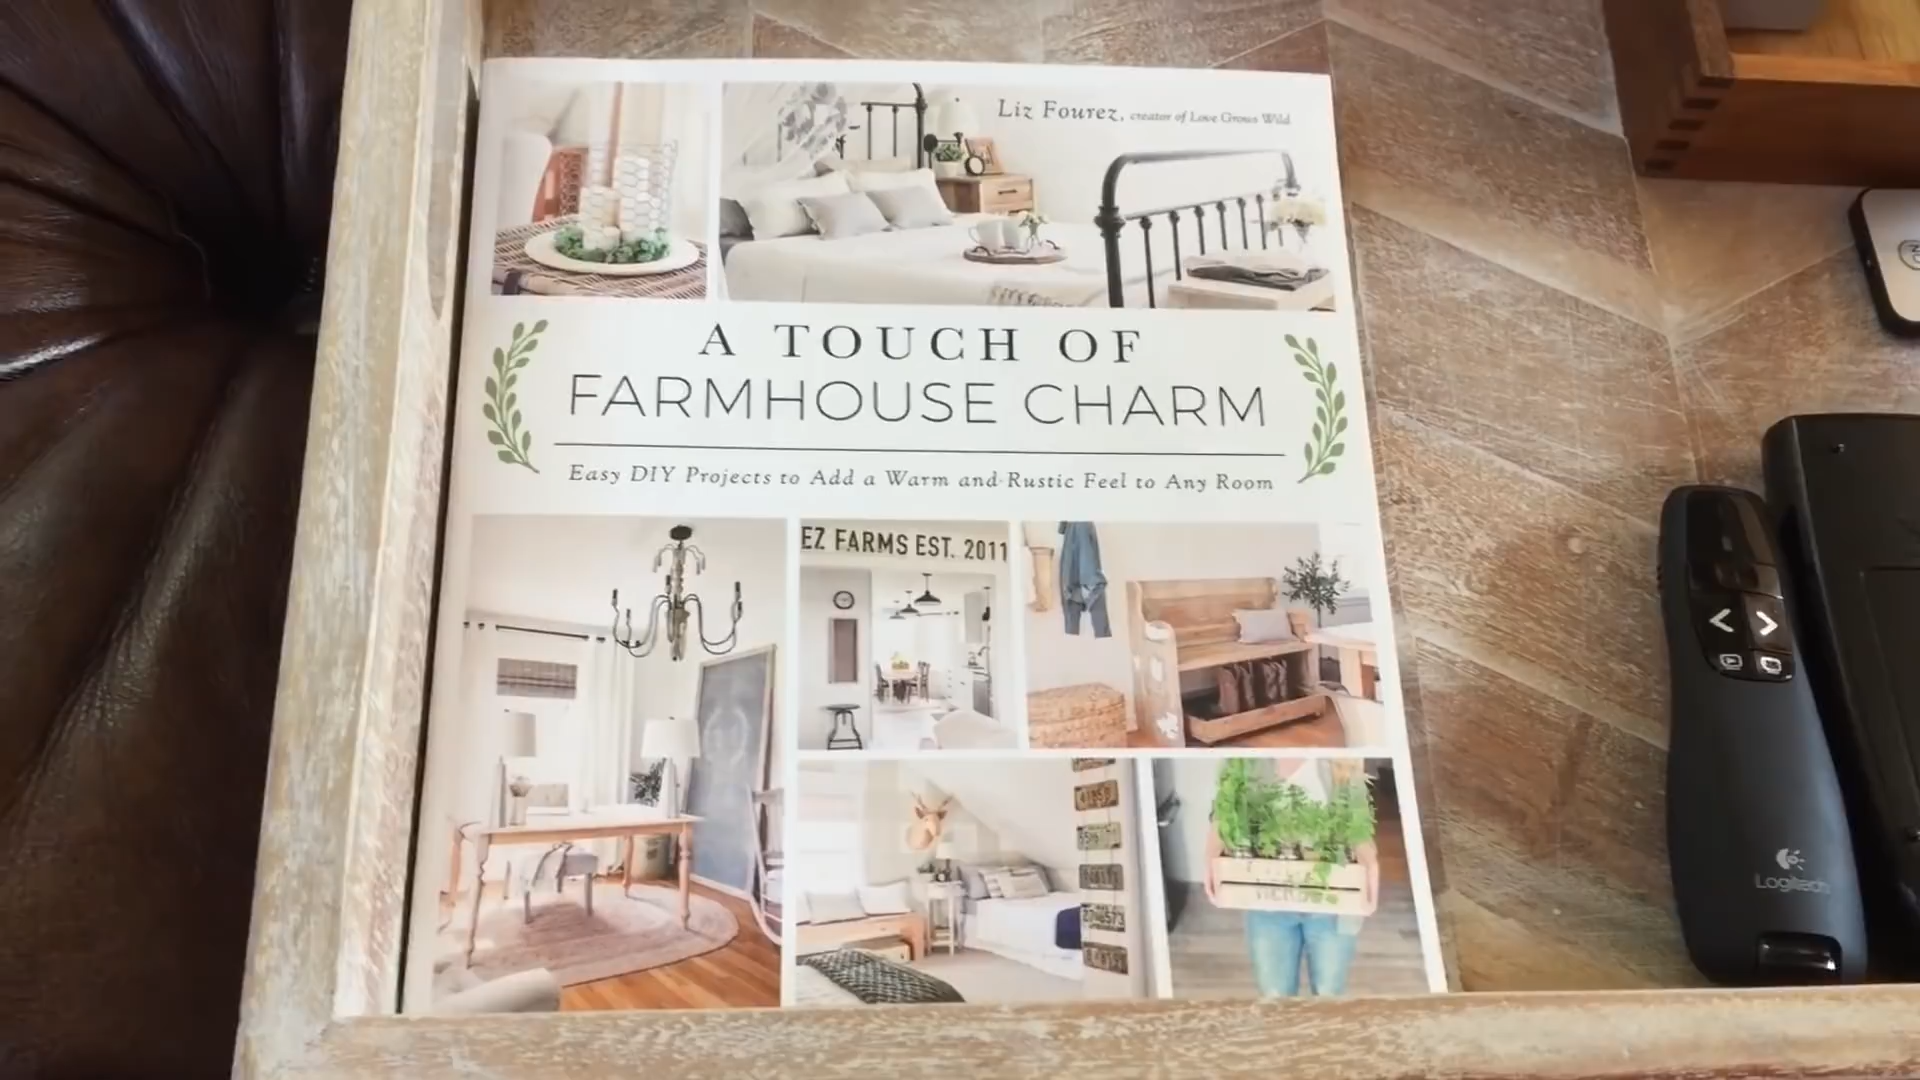 Liz Fourez, creator of Love Grows Wild
A TOUCH OF
FARMHOUSE CHARM
Easy DIY Projects to Add a Warm and Rustic Feel to Any Room
EZ FARMS EST. 2011
Logitech